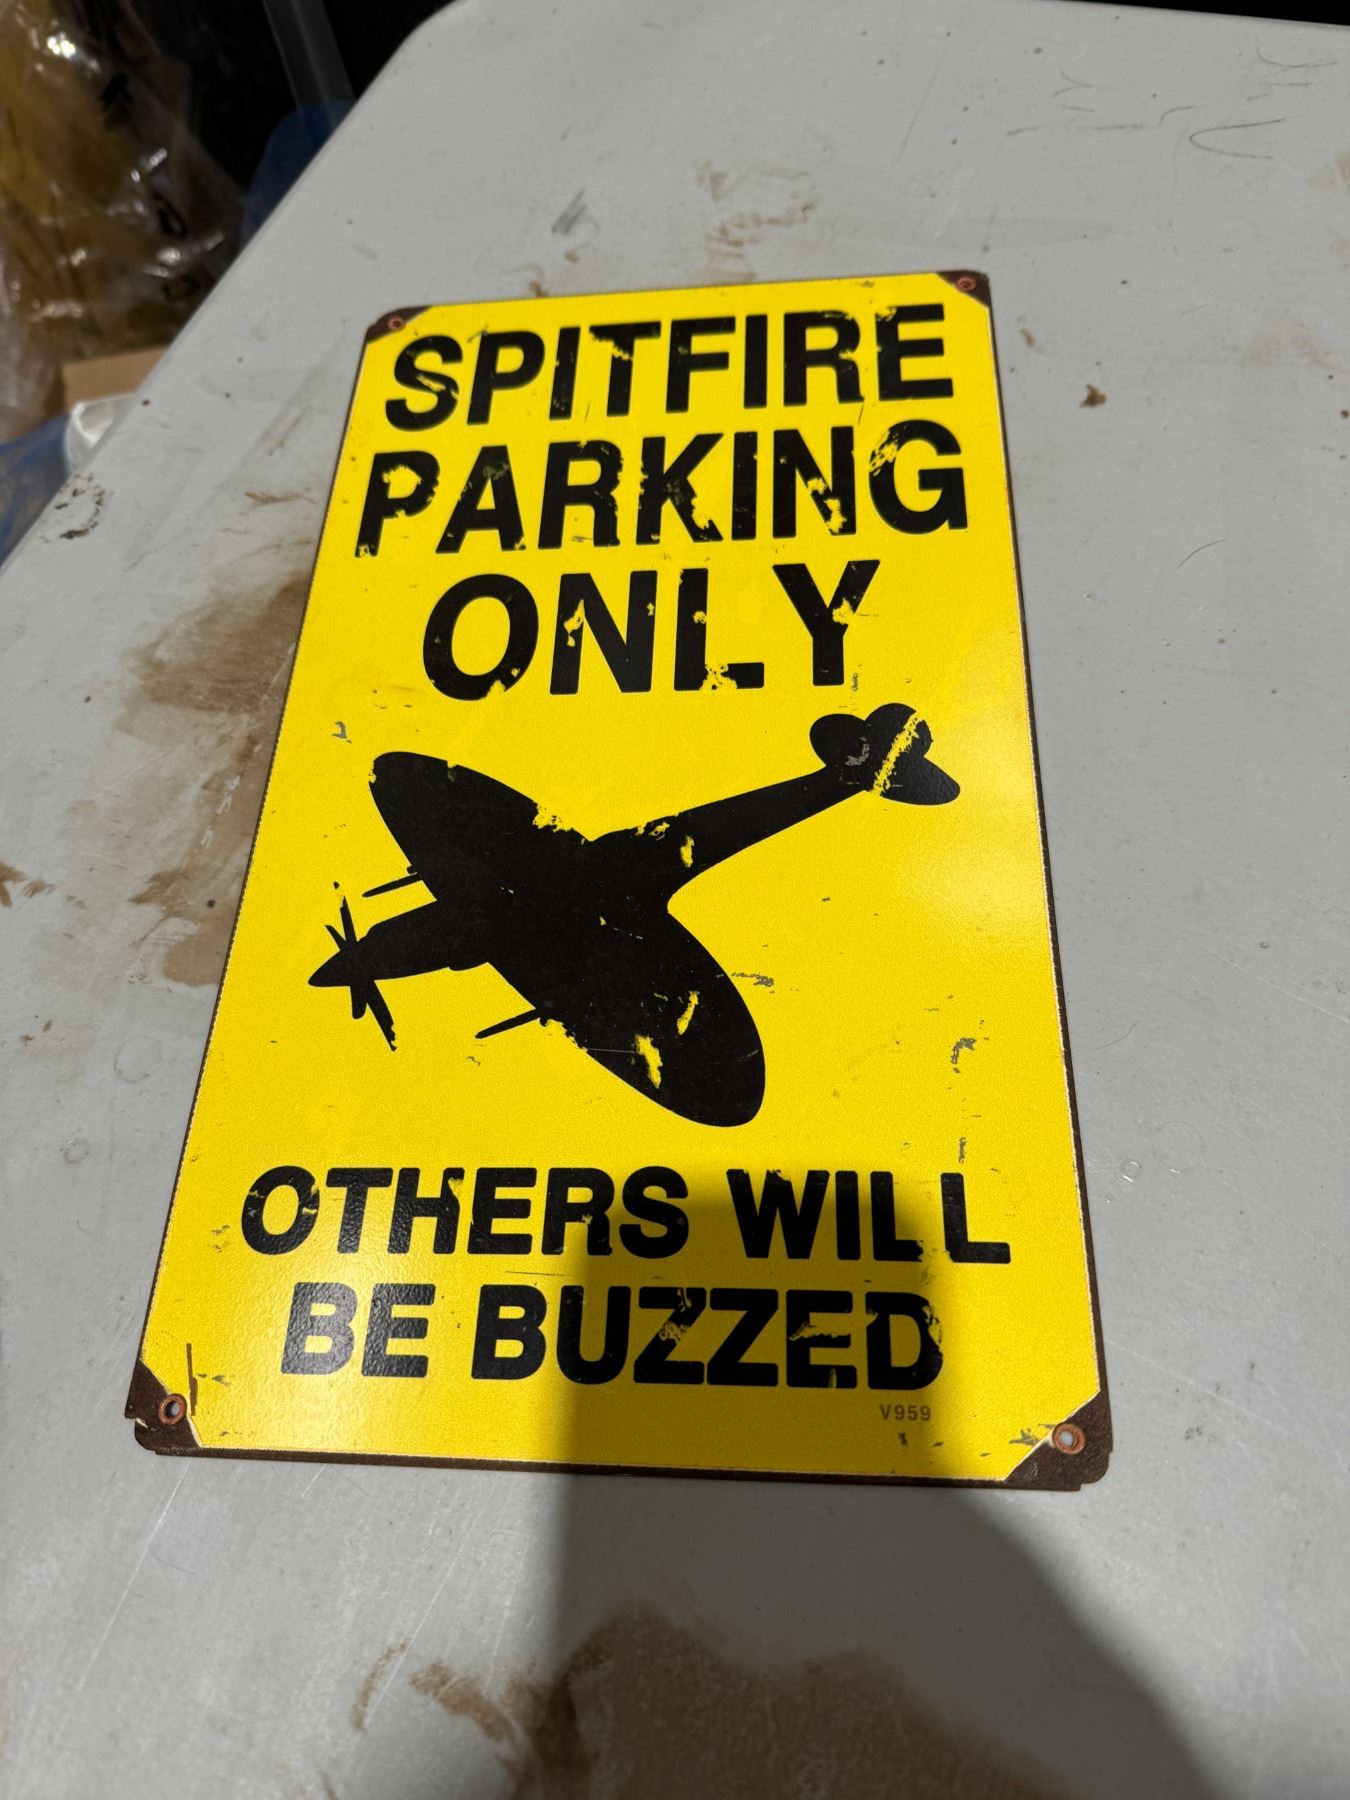 SPITFIRE
PARKING
ONLY
OTHERS WILL
BE BUZZED
V959